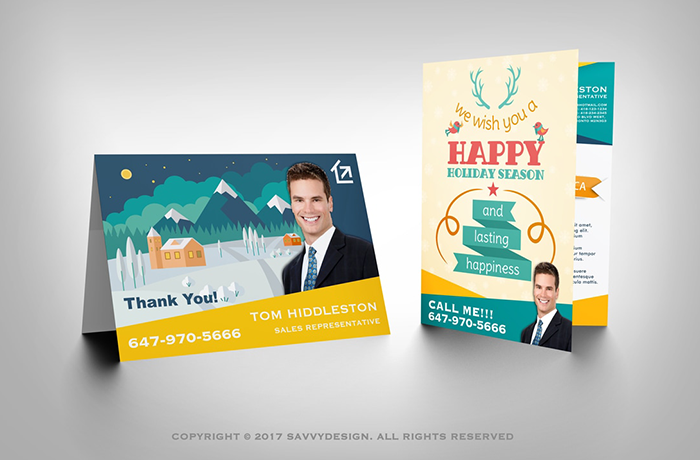 Thank You!
TOM HIDDLESTON
647-970-5666
SALES REPRESENTATIVE
we wish you a
HAPPY
HOLIDAY SEASON
and
lasting
happiness
CALL ME!!!
647-970-5666
COPYRIGHT © 2017 SAVVYDESIGN. ALL RIGHTS RESERVED